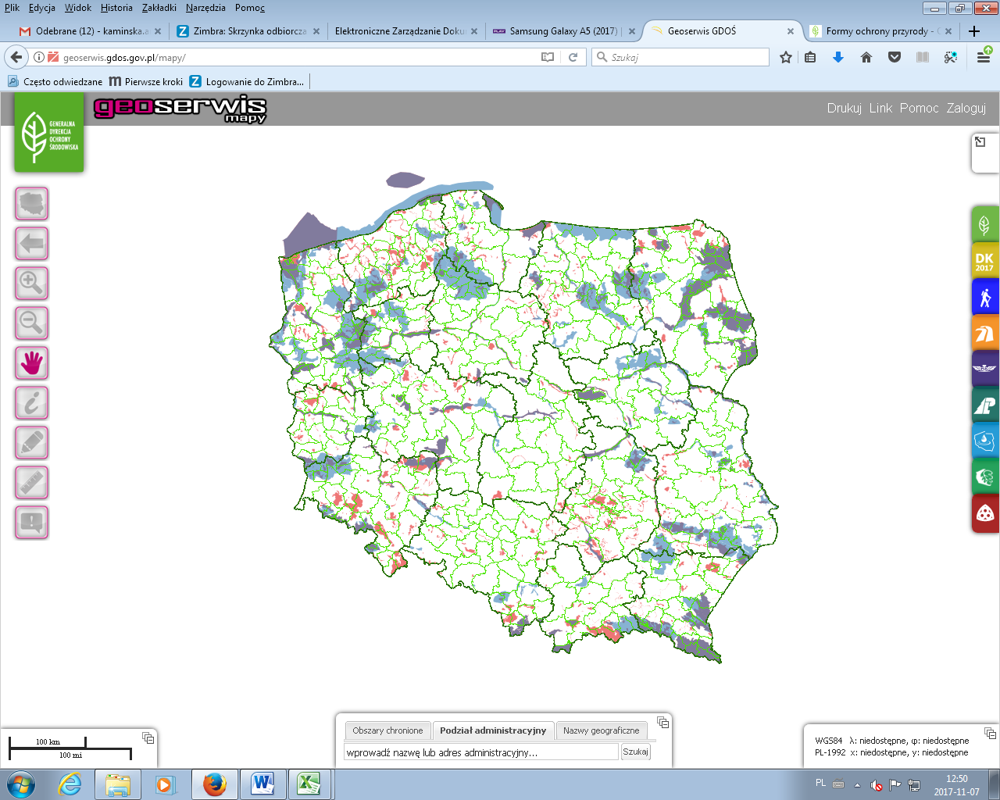 Plik Edycja Widok Historia Zakładki Narzędzia Pomoc
Odebrane (12) - kaminska.a
Zimbra: Skrzynka odbiorcza
Elektroniczne Zarządzanie Doku
PLAY Samsung Galaxy A5 (2017) |
Geoserwis GDOŚ
Formy ochrony przyrody - G
geoserwis.gdos.gov.pl/mapy/
Szukaj
Często odwiedzane
Pierwsze kroki
Logowanie do Zimbra...
GENERALNA
DYREKCJA
OCHRONY
ŚRODOWISKA
geoserwis
mapy
Drukuj Link Pomoc Zaloguj
DK
2017
100 km
100 mi
Obszary chronione
Podział administracyjny
Nazwy geograficzne
wprowadź nazwę lub adres administracyjny...
Szukaj
WGS84 λ: niedostępne, φ: niedostępne
PL-1992 x: niedostępne, y: niedostępne
PL
12:50
2017-11-07